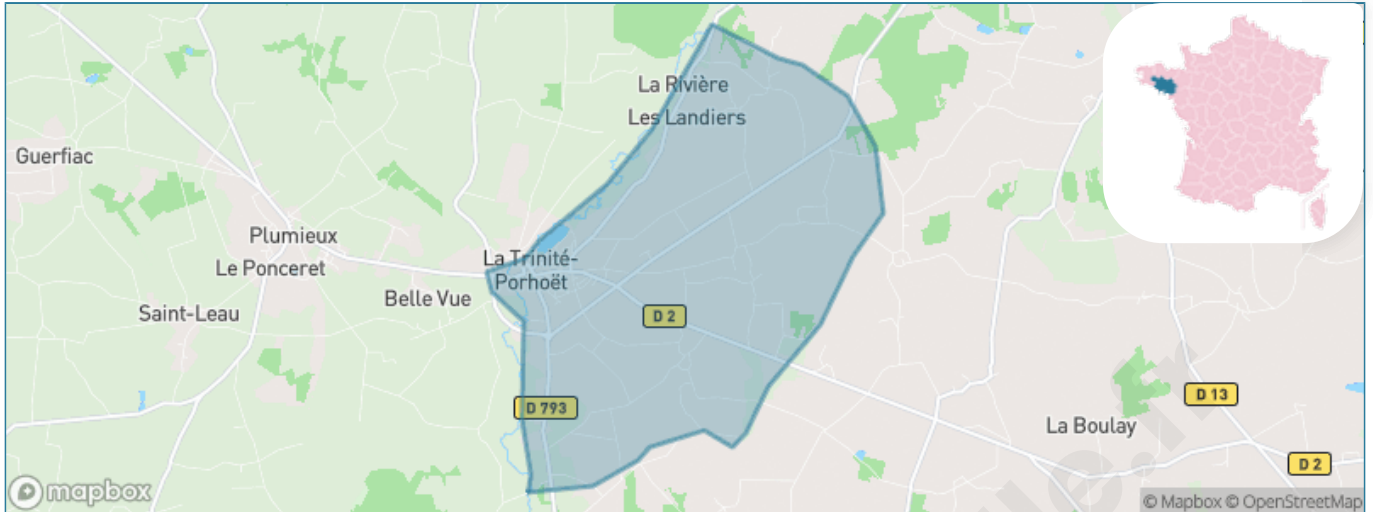 La Rivière
Les Landiers
Guerfiac
Plumieux
Le Ponceret
La Trinité-
Porhoët
Belle Vue
Saint-Leau
D 2
D 793
D 13
La Boulay
D 2
mapbox
© Mapbox © OpenStreetMap